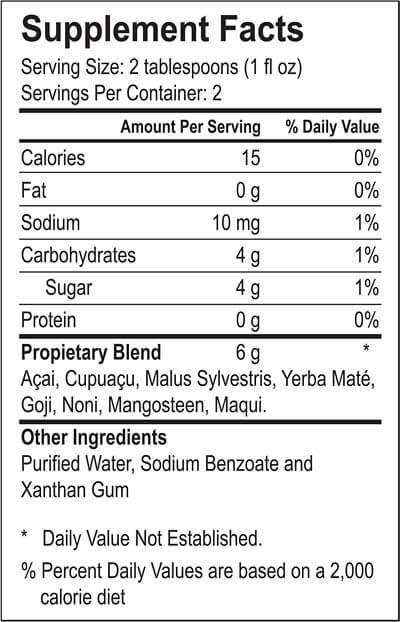 Supplement Facts
Serving Size: 2 tablespoons (1 fl oz)
Servings Per Container: 2
Amount Per Serving % Daily Value
Calories 15 0%
Fat 0 g 0%
Sodium 10 mg 1%
Carbohydrates 4 g 1%
Sugar 4 g 1%
Protein 0 g 0%
Propietary Blend 6 g *
Açai, Cupuaçu, Malus Sylvestris, Yerba Maté,
Goji, Noni, Mangosteen, Maqui.
Other Ingredients
Purified Water, Sodium Benzoate and
Xanthan Gum
* Daily Value Not Established.
% Percent Daily Values are based on a 2,000
calorie diet